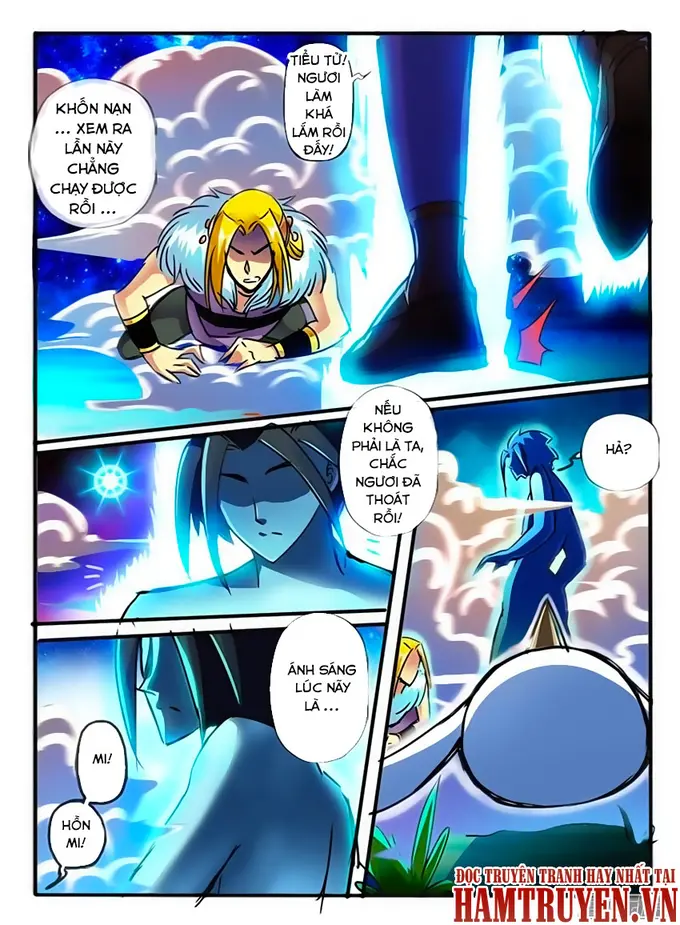 KHỐN NẠN
... XEM RA
LẦN NÀY
CHẲNG
CHẠY ĐƯỢC
RỒI ...
TIỂU TỬ!
NGƯƠI
LÀM
KHÁ
LẮM RỒI
ĐẤY!
NẾU
KHÔNG
PHẢI LÀ TA,
CHẮC
NGƯƠI ĐÃ
THOÁT
RỒI!
HẢ?
ÁNH SÁNG
LÚC NÃY
LÀ ...
MI!
HỖN
MI!
ĐỌC TRUYỆN TRANH HAY NHẤT TẠI
HAMTRUYEN.VN